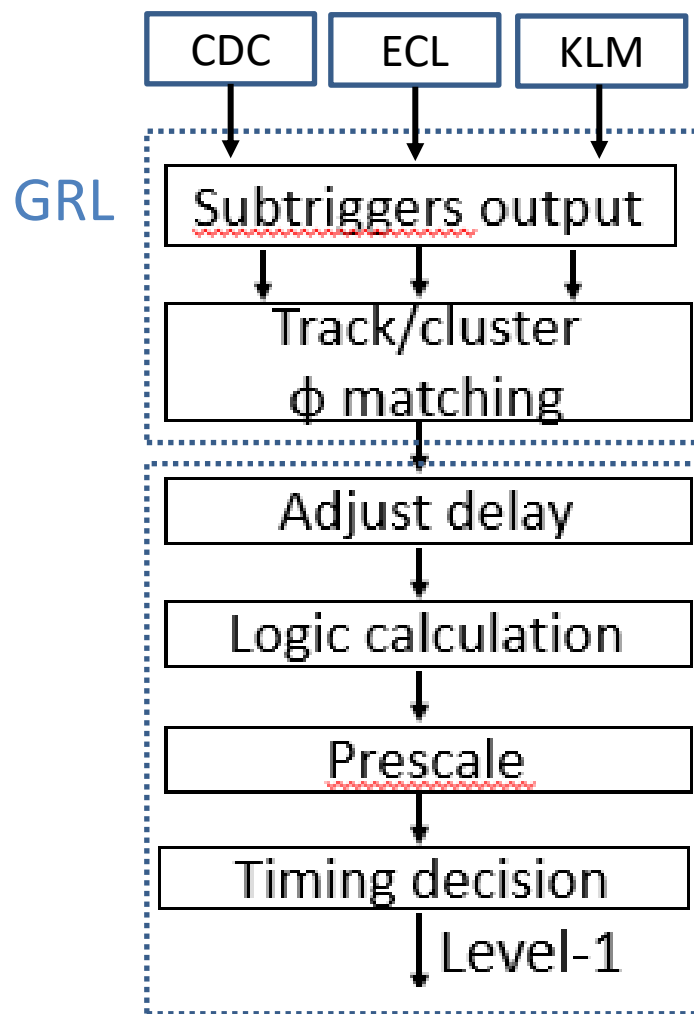 CDC
ECL
KLM
GRL
Subtriggers output
Track/cluster
ϕ matching
Adjust delay
Logic calculation
Prescale
Timing decision
Level-1